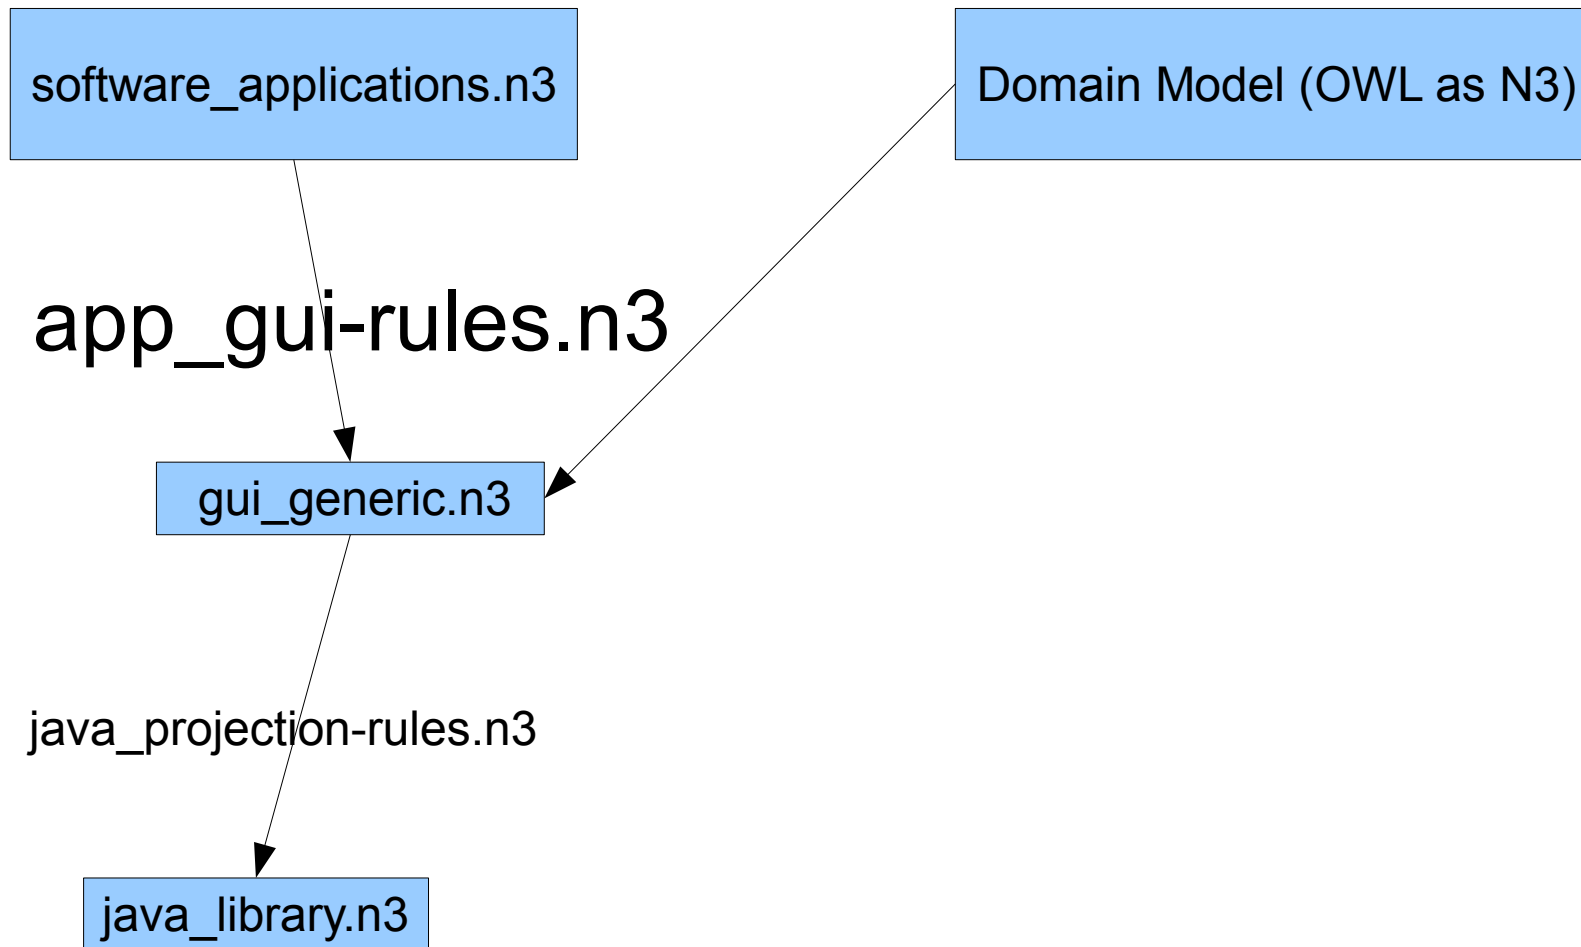 software_applications.n3
Domain Model (OWL as N3)
app_gui-rules.n3
gui_generic.n3
java_projection-rules.n3
java_library.n3